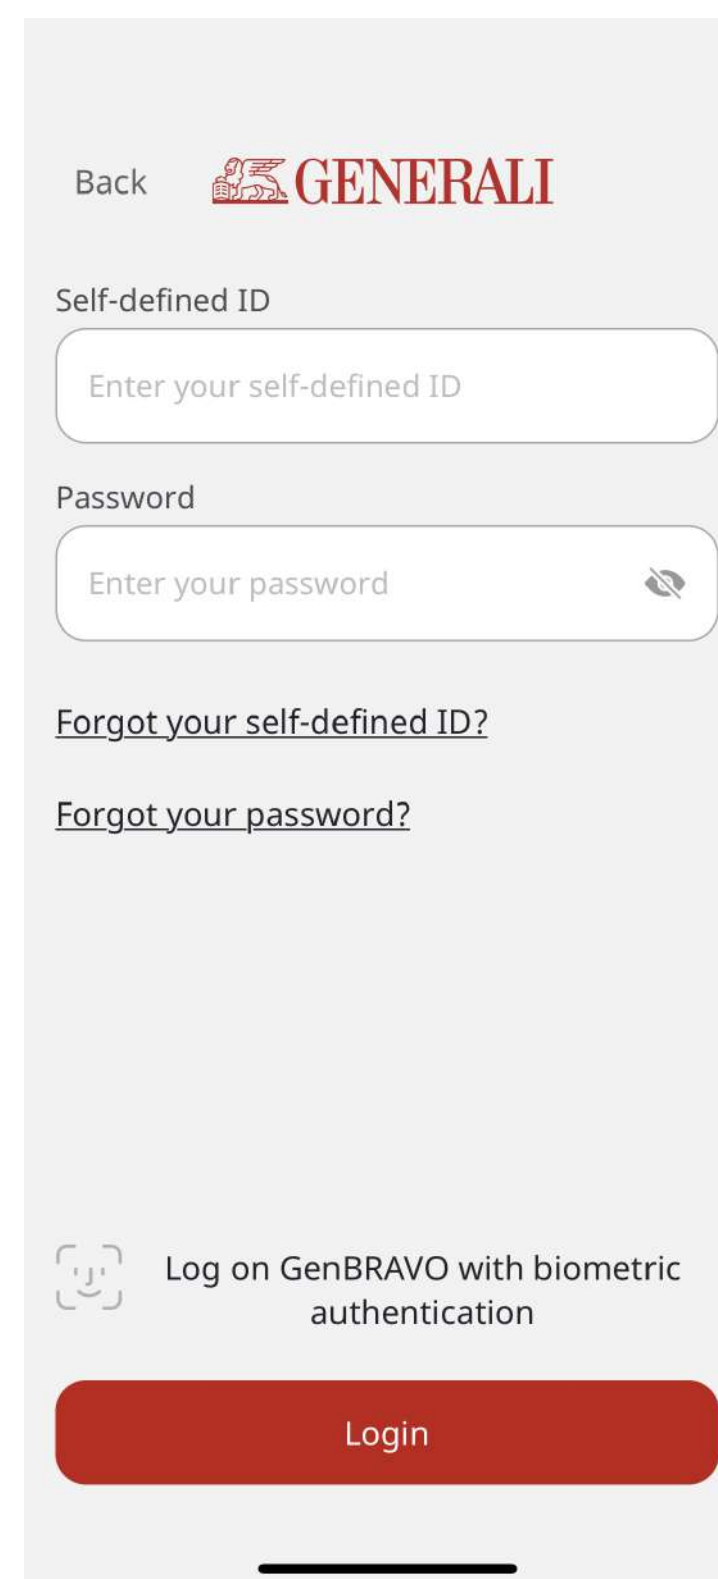 Back
GENERALI
Self-defined ID
Enter your self-defined ID
Password
Enter your password
Forgot your self-defined ID?
Forgot your password?
Log on GenBRAVO with biometric
authentication
Login